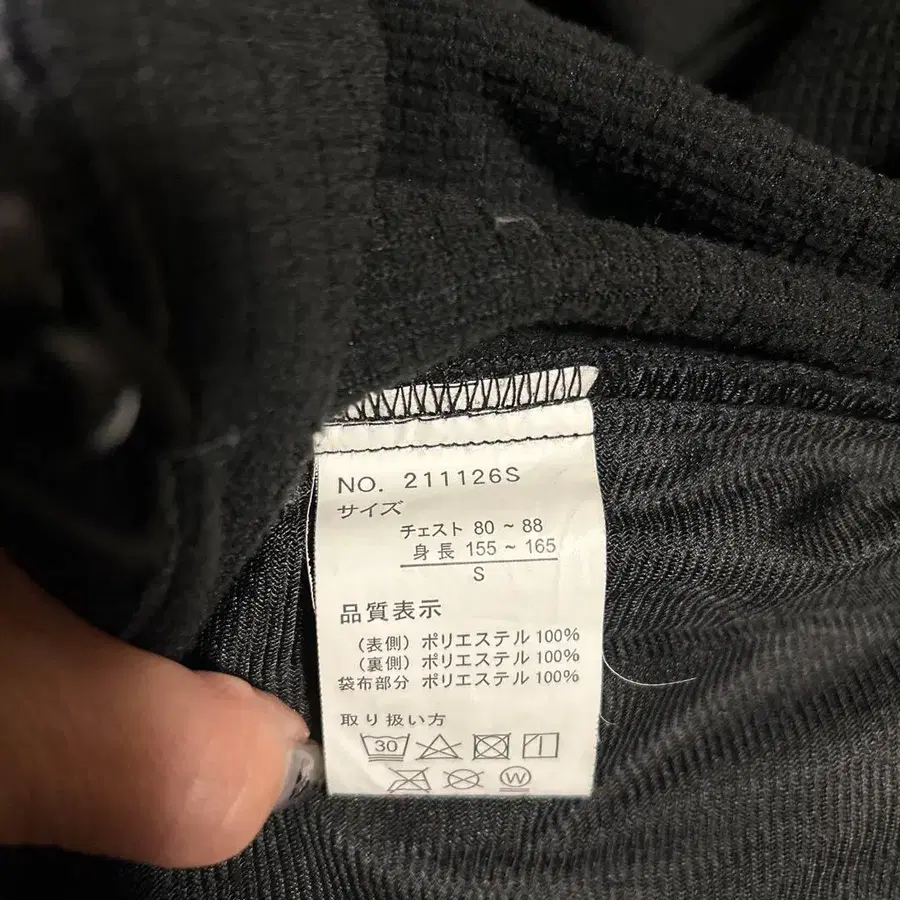 NO. 211126S
サイズ
チェスト 80 ~ 88
身長 155 ~ 165
S
品質表示
(表側) ポリエステル 100%
(裏側) ポリエステル 100%
袋布部分 ポリエステル 100%
取り扱い方
30
W